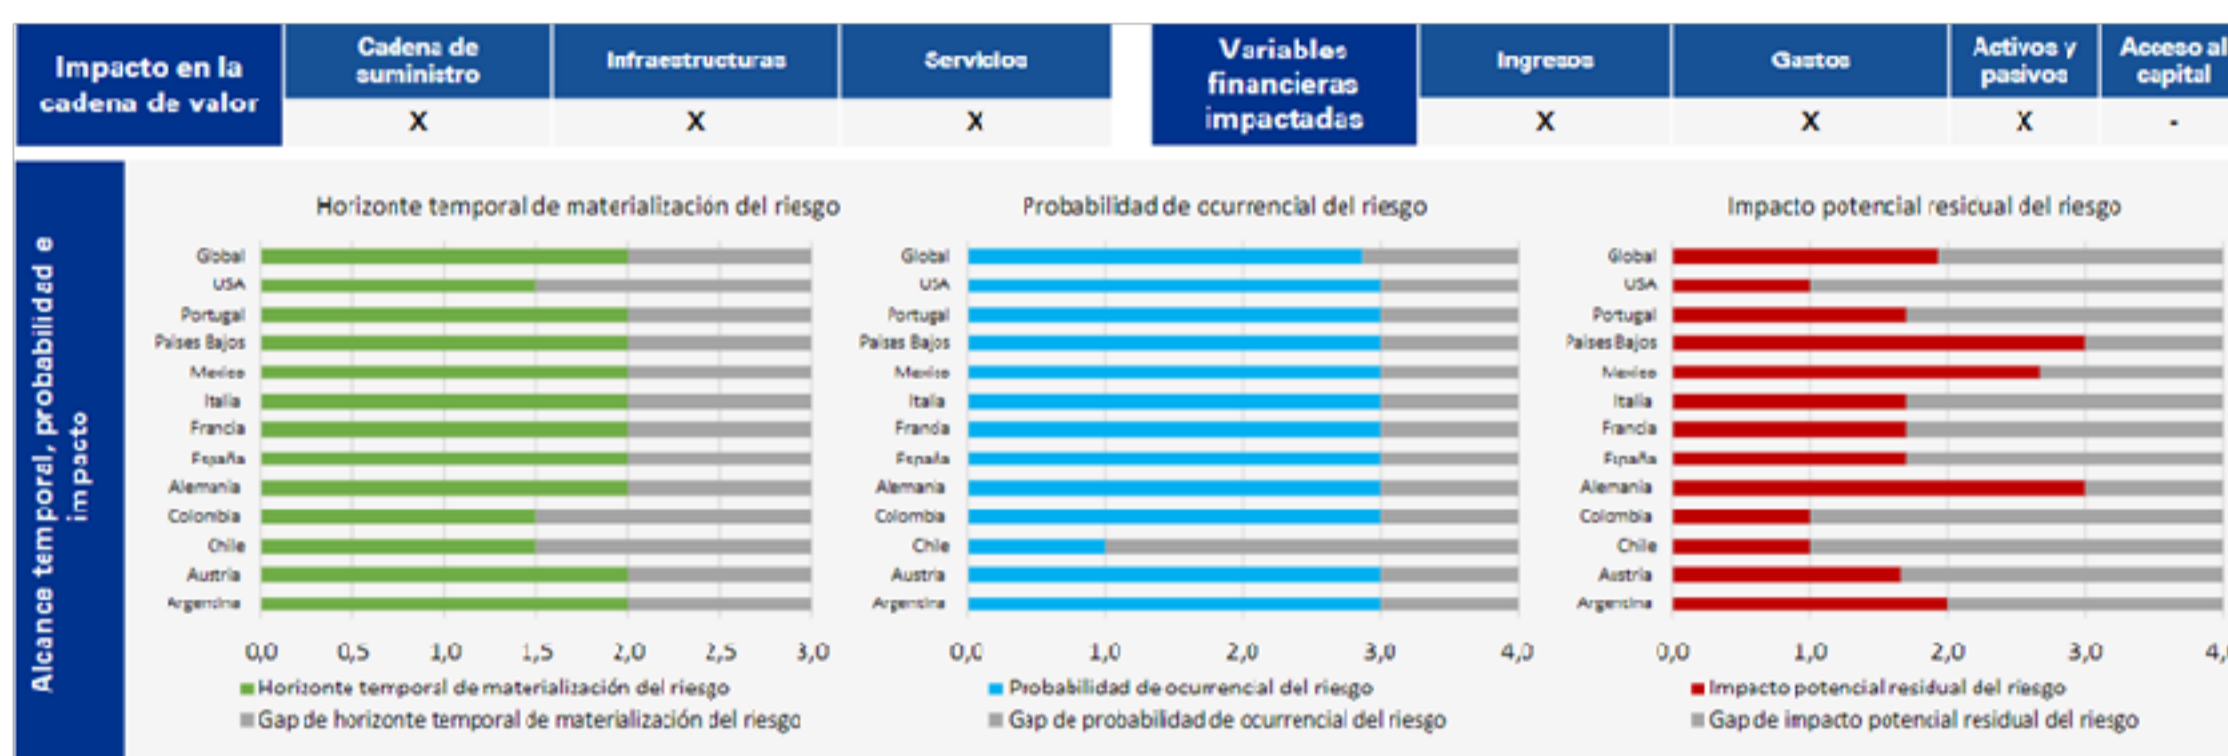 Impacto en la
cadena de valor
Cadena de
suministro
Infraestructuras
Servicios
X
X
X
Variables
financieras
impactadas
Ingresos
Gastos
Activos y
pasivos
Acceso al
capital
X
X
X
-
Alcance temporal, probabilidad e
impacto
Horizonte temporal de materialización del riesgo
Global
USA
Portugal
Países Bajos
Mexico
Italia
Francia
España
Alemania
Colombia
Chile
Austria
Argentina
0,0 0,5 1,0 1,5 2,0 2,5 3,0
Horizonte temporal de materialización del riesgo
Gap de horizonte temporal de materialización del riesgo
Probabilidad de ocurrencial del riesgo
Global
USA
Portugal
Países Bajos
Mexico
Italia
Francia
España
Alemania
Colombia
Chile
Austria
Argentina
0,0 1,0 2,0 3,0 4,0
Probabilidad de ocurrencial del riesgo
Gap de probabilidad de ocurrencial del riesgo
Impacto potencial residual del riesgo
Global
USA
Portugal
Países Bajos
Mexico
Italia
Francia
España
Alemania
Colombia
Chile
Austria
Argentina
0,0 1,0 2,0 3,0 4,
Impacto potencial residual del riesgo
Gap de impacto potencial residual del riesgo